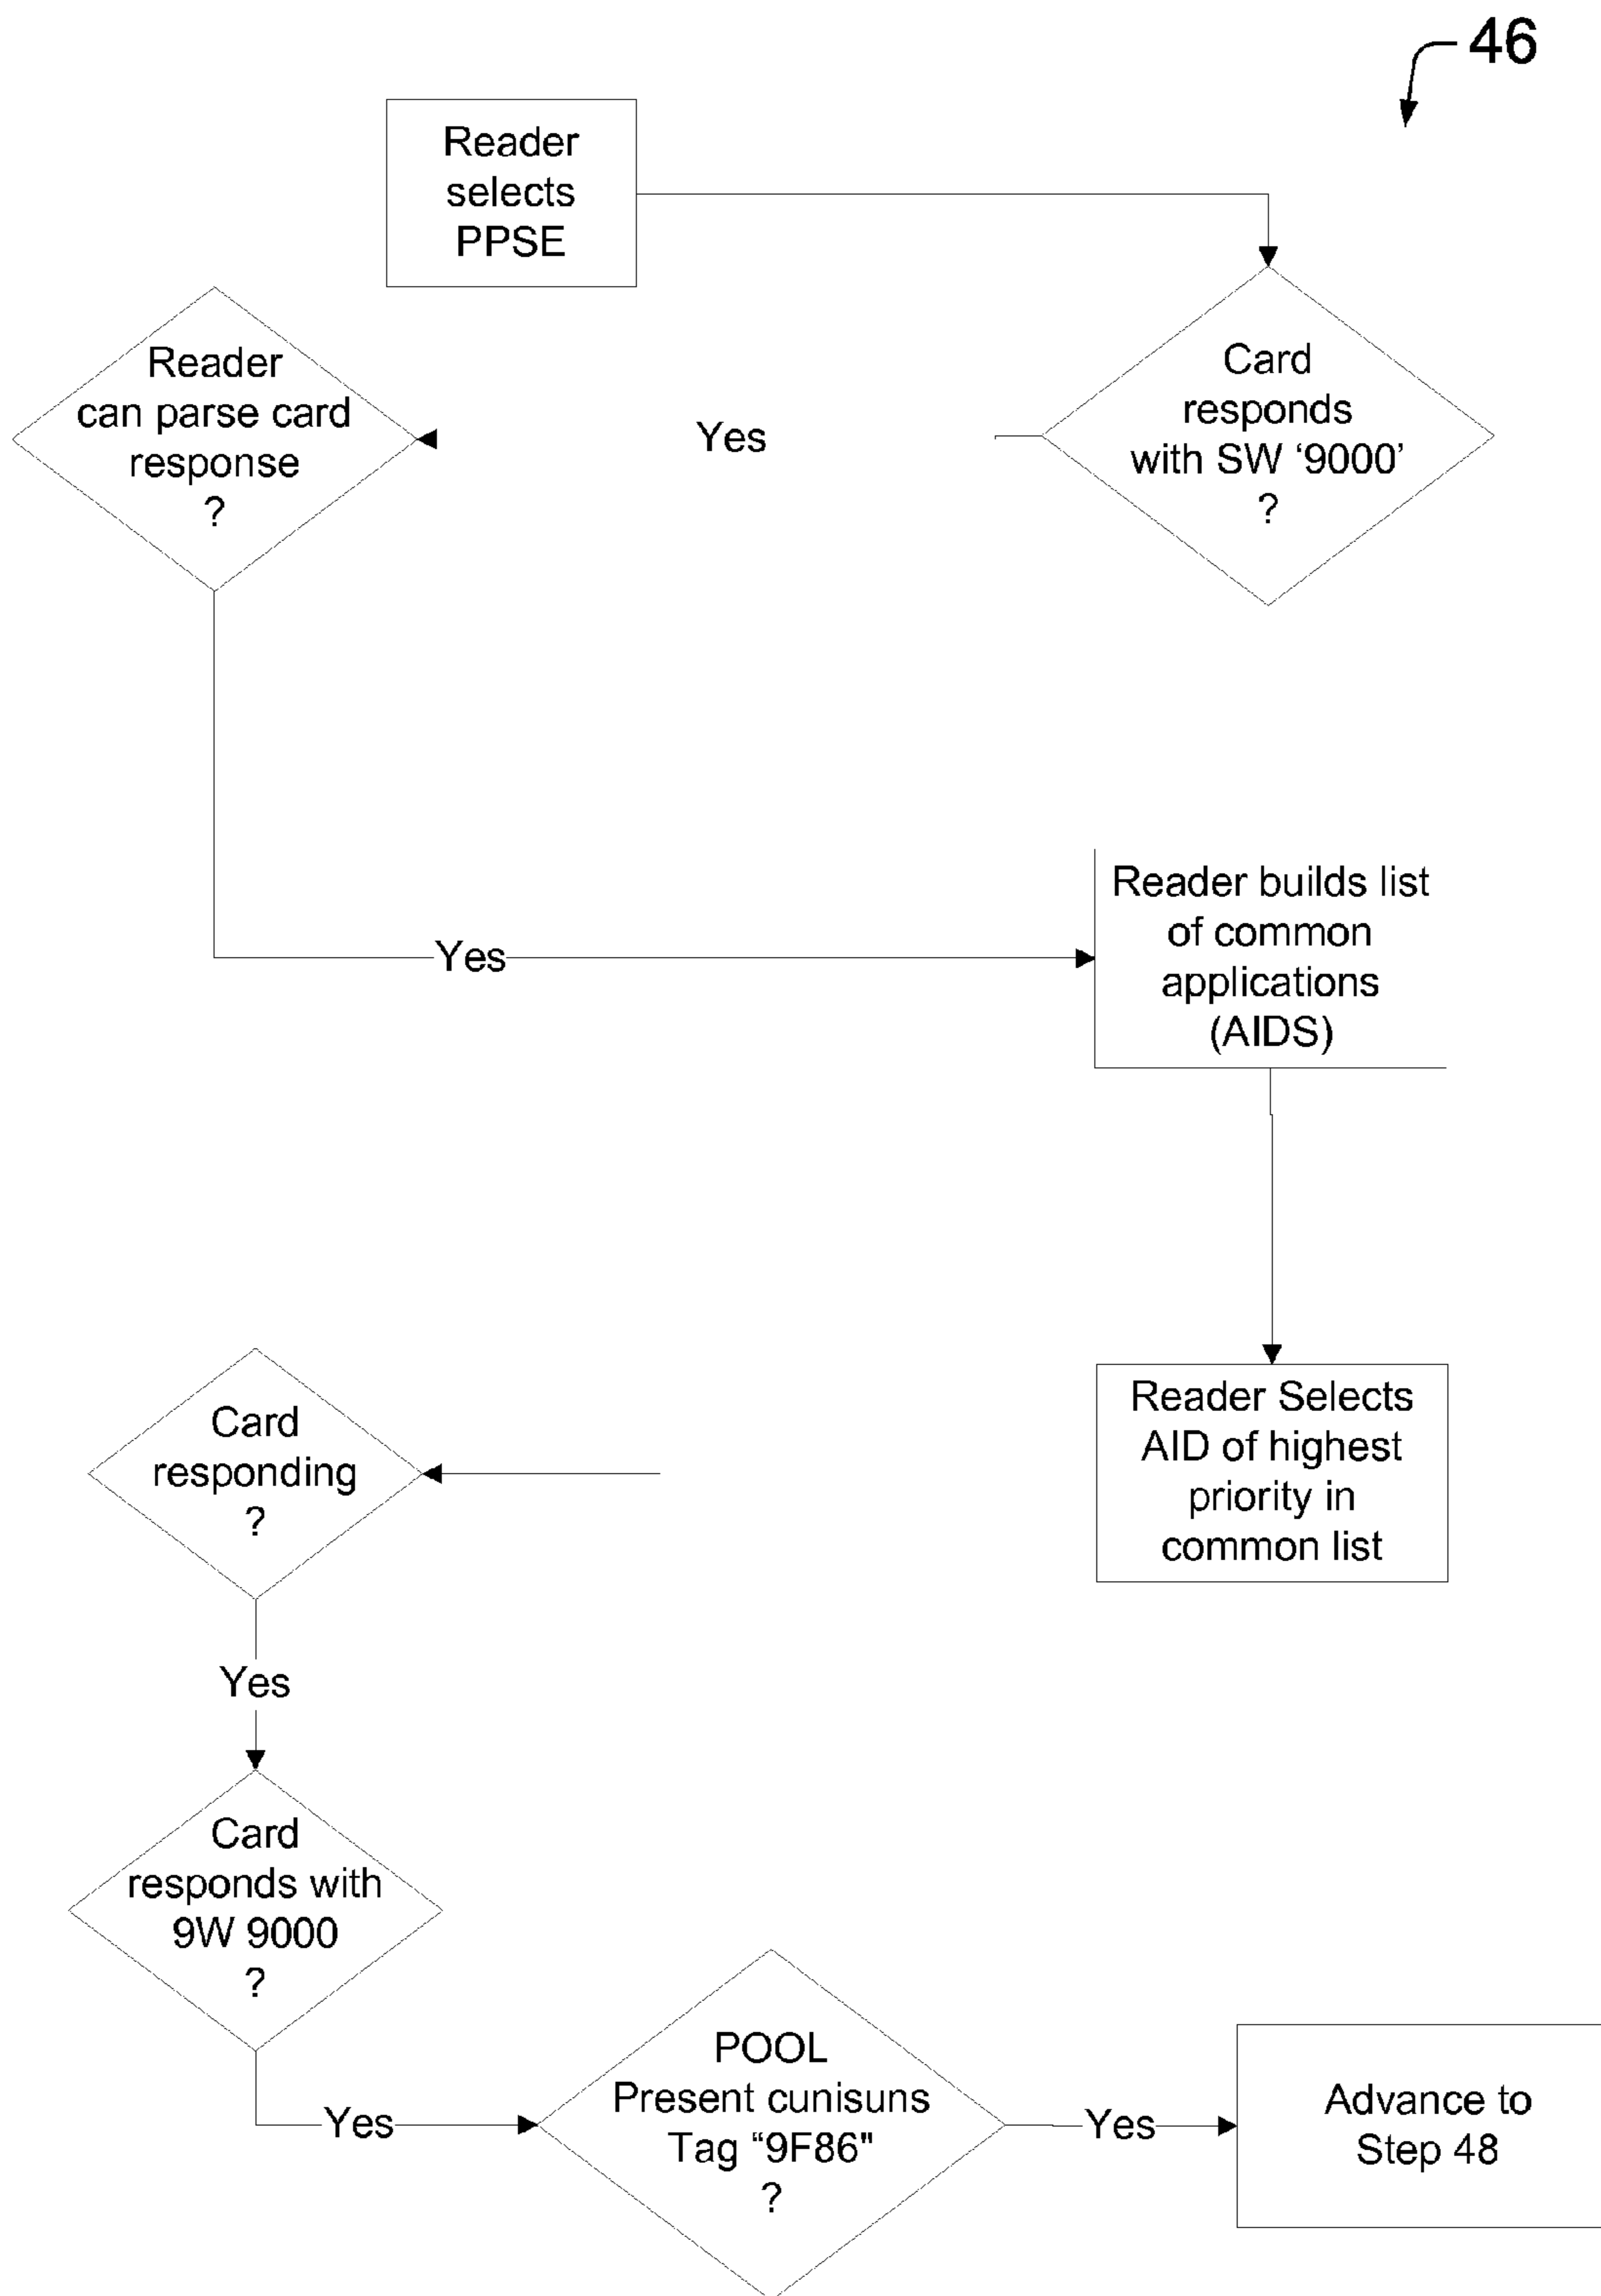 46
Reader
selects
PPSE
Card
responds
with SW ‘9000’
?
Yes
Reader
can parse card
response
?
Yes
Reader builds list
of common
applications
(AIDS)
Reader Selects
AID of highest
priority in
common list
Card
responding
?
Yes
Card
responds with
9W 9000
?
Yes
POOL
Present cunisuns
Tag “9F86"
?
Yes
Advance to
Step 48